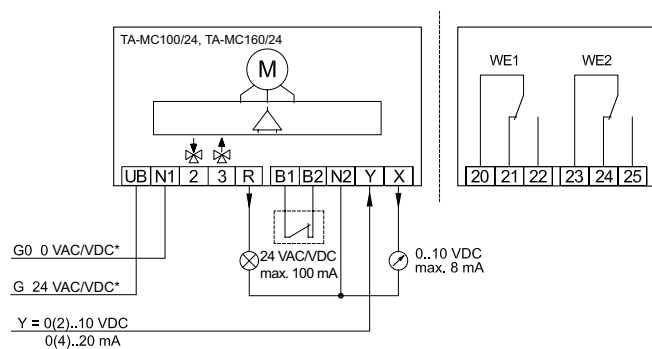 TA-MC100/24, TA-MC160/24
M
WE1 WE2
UB N1 2 3 R B1 B2 N2 Y X
20 21 22 23 24 25
G0 0 VAC/VDC*
24 VAC/VDC
max. 100 mA
0..10 VDC
max. 8 mA
G 24 VAC/VDC*
Y = 0(2)..10 VDC
0(4)..20 mA